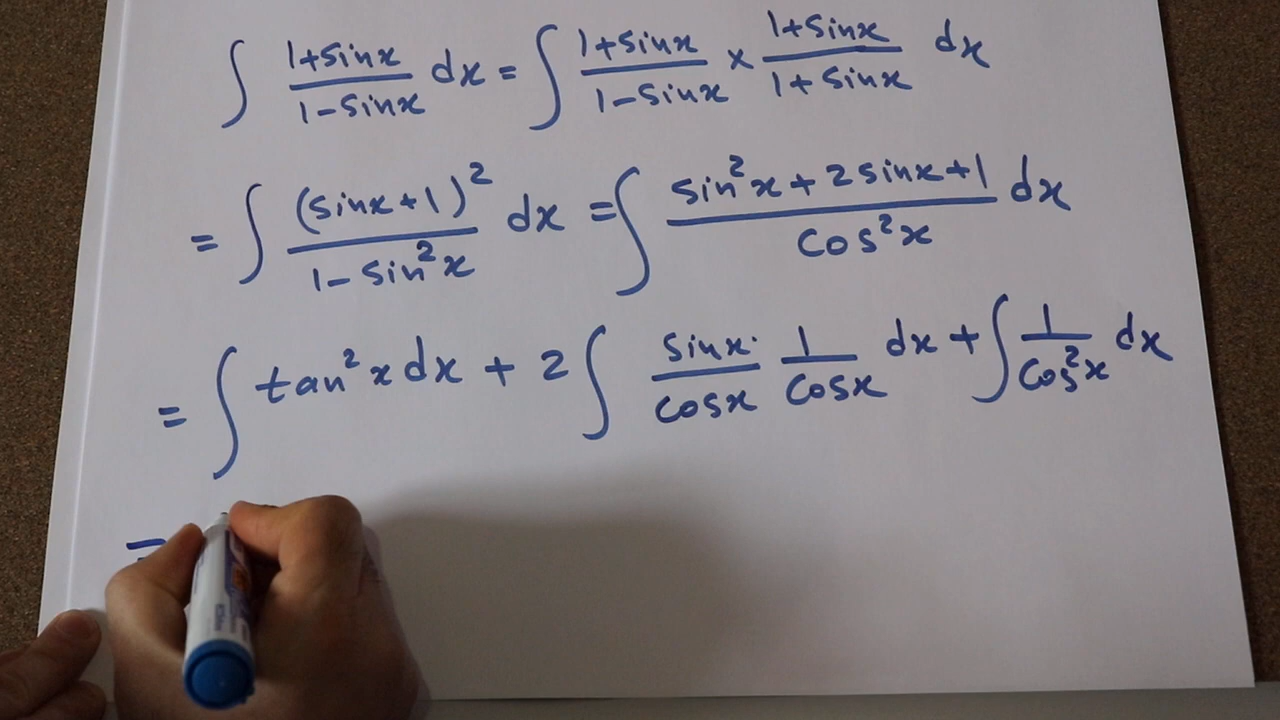 ∫ (1+sinx)/(1-sinx) dx = ∫ (1+sinx)/(1-sinx) × (1+sinx)/(1+sinx) dx
= ∫ (sinx+1)²/(1-sin²x) dx = ∫ (sin²x+2sinx+1)/(cos²x) dx
= ∫ tan²x dx + 2∫ sinx/cosx · 1/cosx dx + ∫ 1/cos²x dx
=